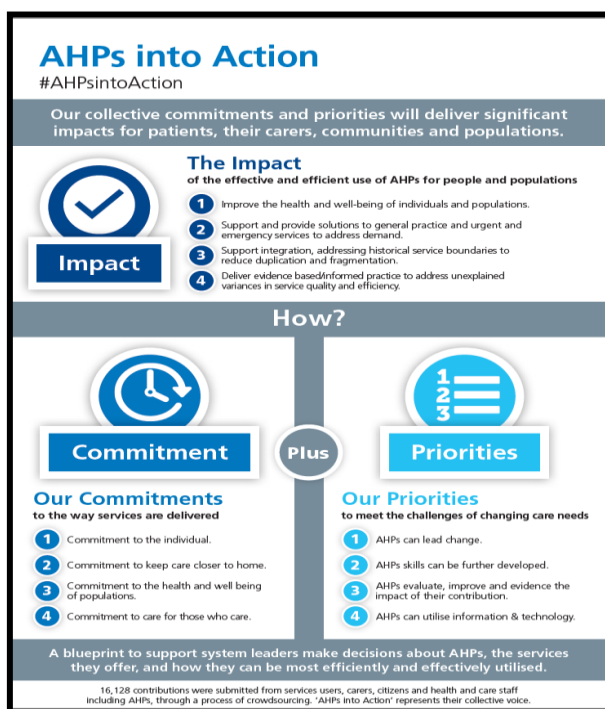 AHPs into Action
#AHPsintoAction
Our collective commitments and priorities will deliver significant
impacts for patients, their carers, communities and populations.
The Impact
of the effective and efficient use of AHPs for people and populations
Impact
1 Improve the health and well-being of individuals and populations.
2 Support and provide solutions to general practice and urgent and
emergency services to address demand.
3 Support integration, addressing historical service boundaries to
reduce duplication and fragmentation.
4 Deliver evidence based/informed practice to address unexplained
variances in service quality and efficiency.
How?
Commitment
Plus
1
2
3
Priorities
Our Commitments
to the way services are delivered
1 Commitment to the individual.
2 Commitment to keep care closer to home.
3 Commitment to the health and well being
of populations.
4 Commitment to care for those who care.
Our Priorities
to meet the challenges of changing care needs
1 AHPs can lead change.
2 AHPs skills can be further developed.
3 AHPs evaluate, improve and evidence the
impact of their contribution.
4 AHPs can utilise information & technology.
A blueprint to support system leaders make decisions about AHPs, the services
they offer, and how they can be most efficiently and effectively utilised.
16,128 contributions were submitted from services users, carers, citizens and health and care staff
including AHPs, through a process of crowdsourcing. 'AHPs into Action' represents their collective voice.